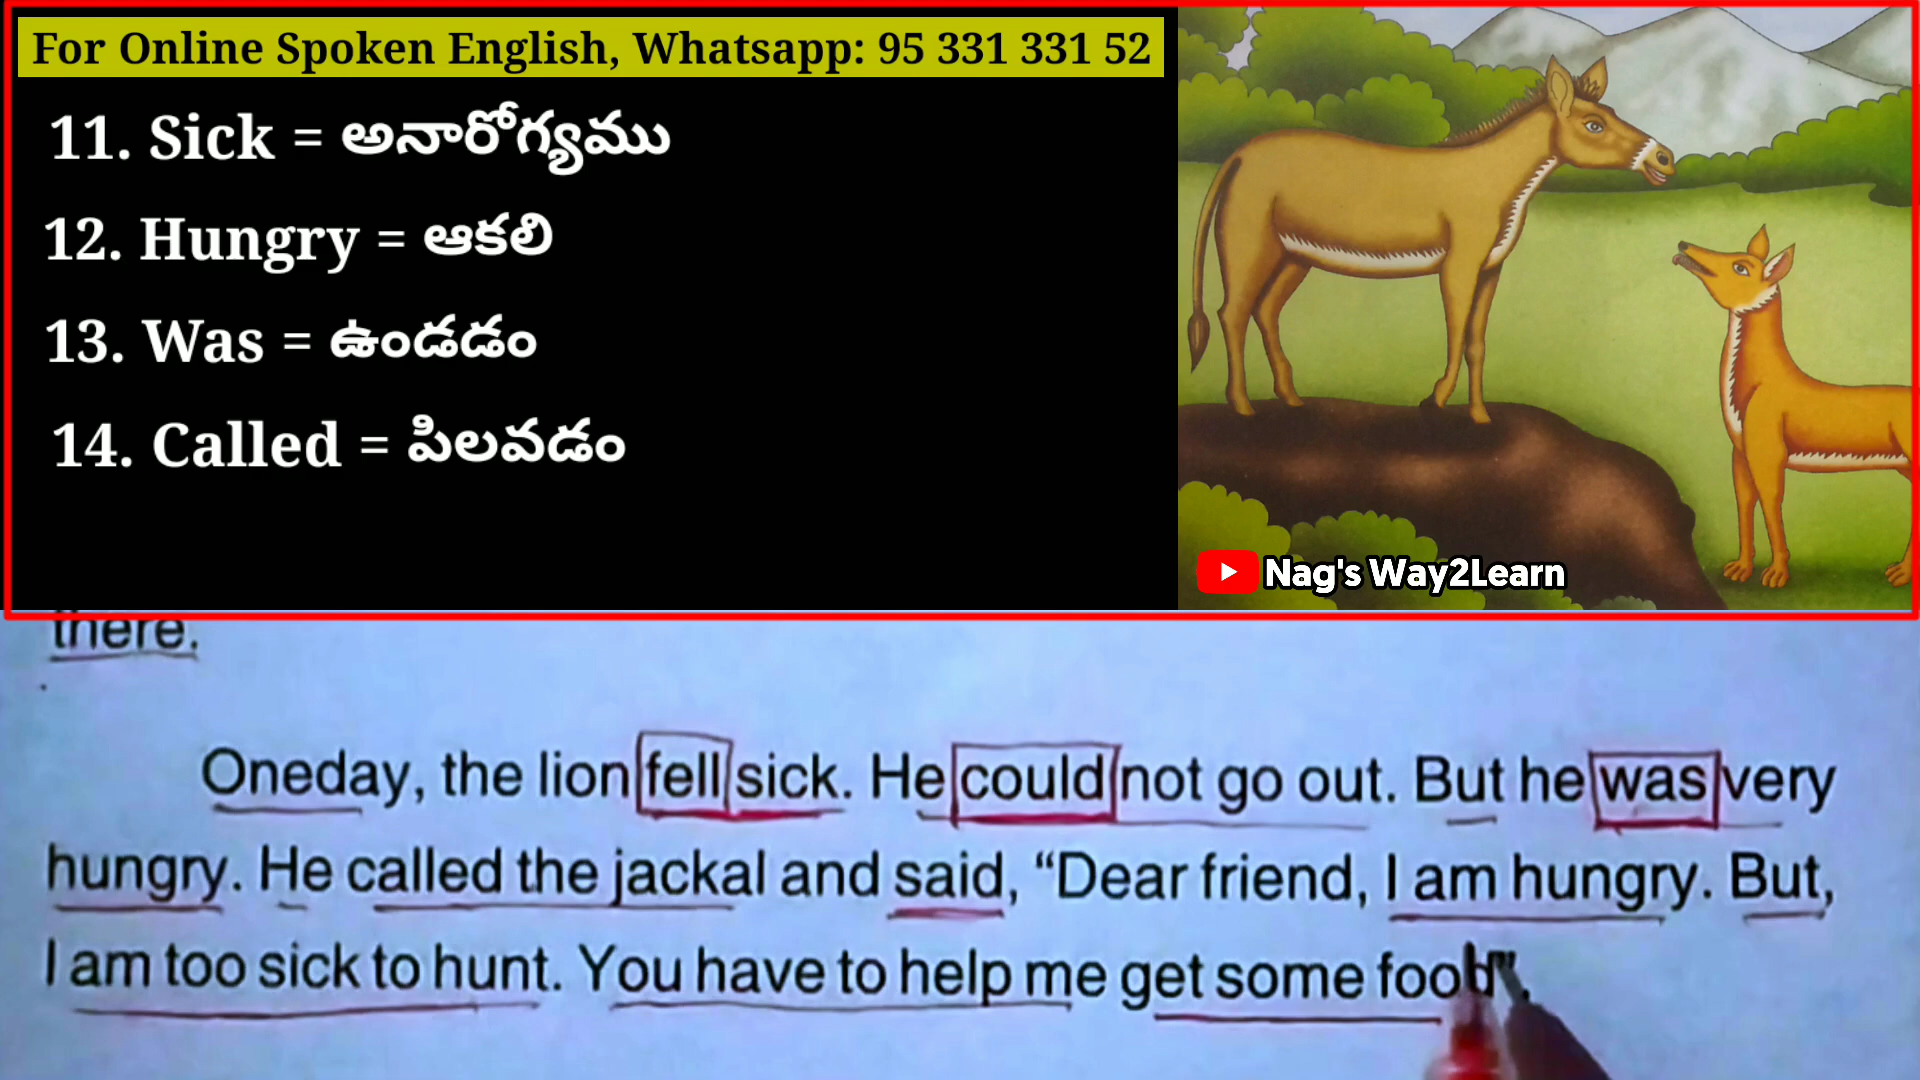 For Online Spoken English, Whatsapp: 95 331 331 52
11. Sick = అనారోగ్యము
12. Hungry = ఆకలి
13. Was = ఉండడం
14. Called = పిలవడం
Nag's Way2Learn
there.
Oneday, the lion fell sick. He could not go out. But he was very
hungry. He called the jackal and said, “Dear friend, I am hungry. But,
I am too sick to hunt. You have to help me get some food”.